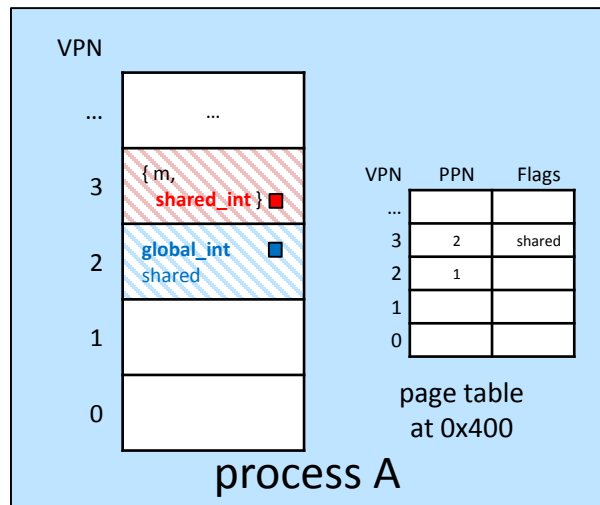 VPN
...
...
3
{ m,
shared_int }
2
global_int
shared
1
0
VPN PPN Flags
...
3 2 shared
2 1
1
0
page table
at 0x400
process A